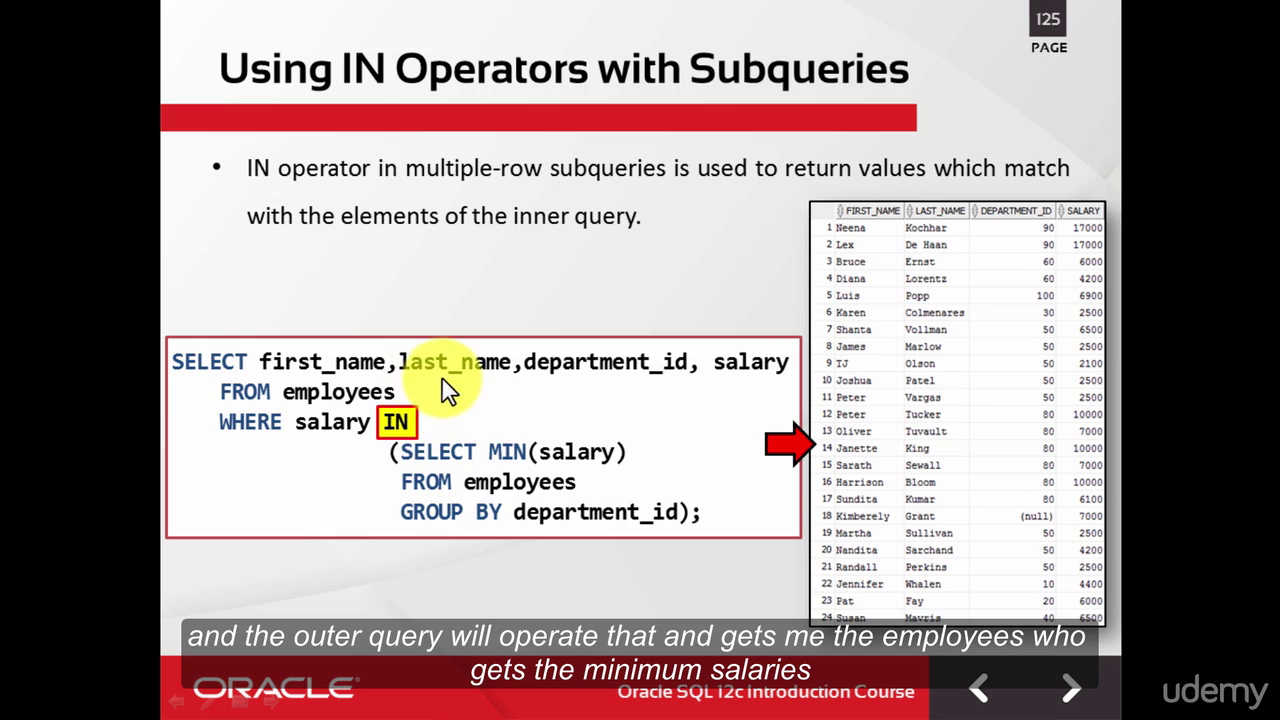 125
PAGE
Using IN Operators with Subqueries
• IN operator in multiple-row subqueries is used to return values which match
with the elements of the inner query.
SELECT first_name,last_name,department_id, salary
FROM employees
WHERE salary IN
(SELECT MIN(salary)
FROM employees
GROUP BY department_id);
FIRST_NAME LAST_NAME DEPARTMENT_ID SALARY
1 Neena Kochhar 90 17000
2 Lex De Haan 90 17000
3 Bruce Ernst 60 6000
4 Diana Lorentz 60 4200
5 Luis Popp 100 6900
6 Karen Colmenares 30 2500
7 Shanta Vollman 50 6500
8 James Marlow 50 2500
9 TJ Olson 50 2100
10 Joshua Patel 50 2500
11 Peter Vargas 50 2500
12 Peter Tucker 80 10000
13 Oliver Tuvault 80 7000
14 Janette King 80 10000
15 Sarath Sewall 80 7000
16 Harrison Bloom 80 10000
17 Sundita Kumar 80 6100
18 Kimberely Grant (null) 7000
19 Martha Sullivan 50 2500
20 Nandita Sarchand 50 4200
21 Randall Perkins 50 2500
22 Jennifer Whalen 10 4400
23 Pat Fay 20 6000
24 Susan Mavris 40 6500
and the outer query will operate that and gets me the employees who
gets the minimum salaries
ORACLE
Oracle SQL 12c Introduction Course
udemy